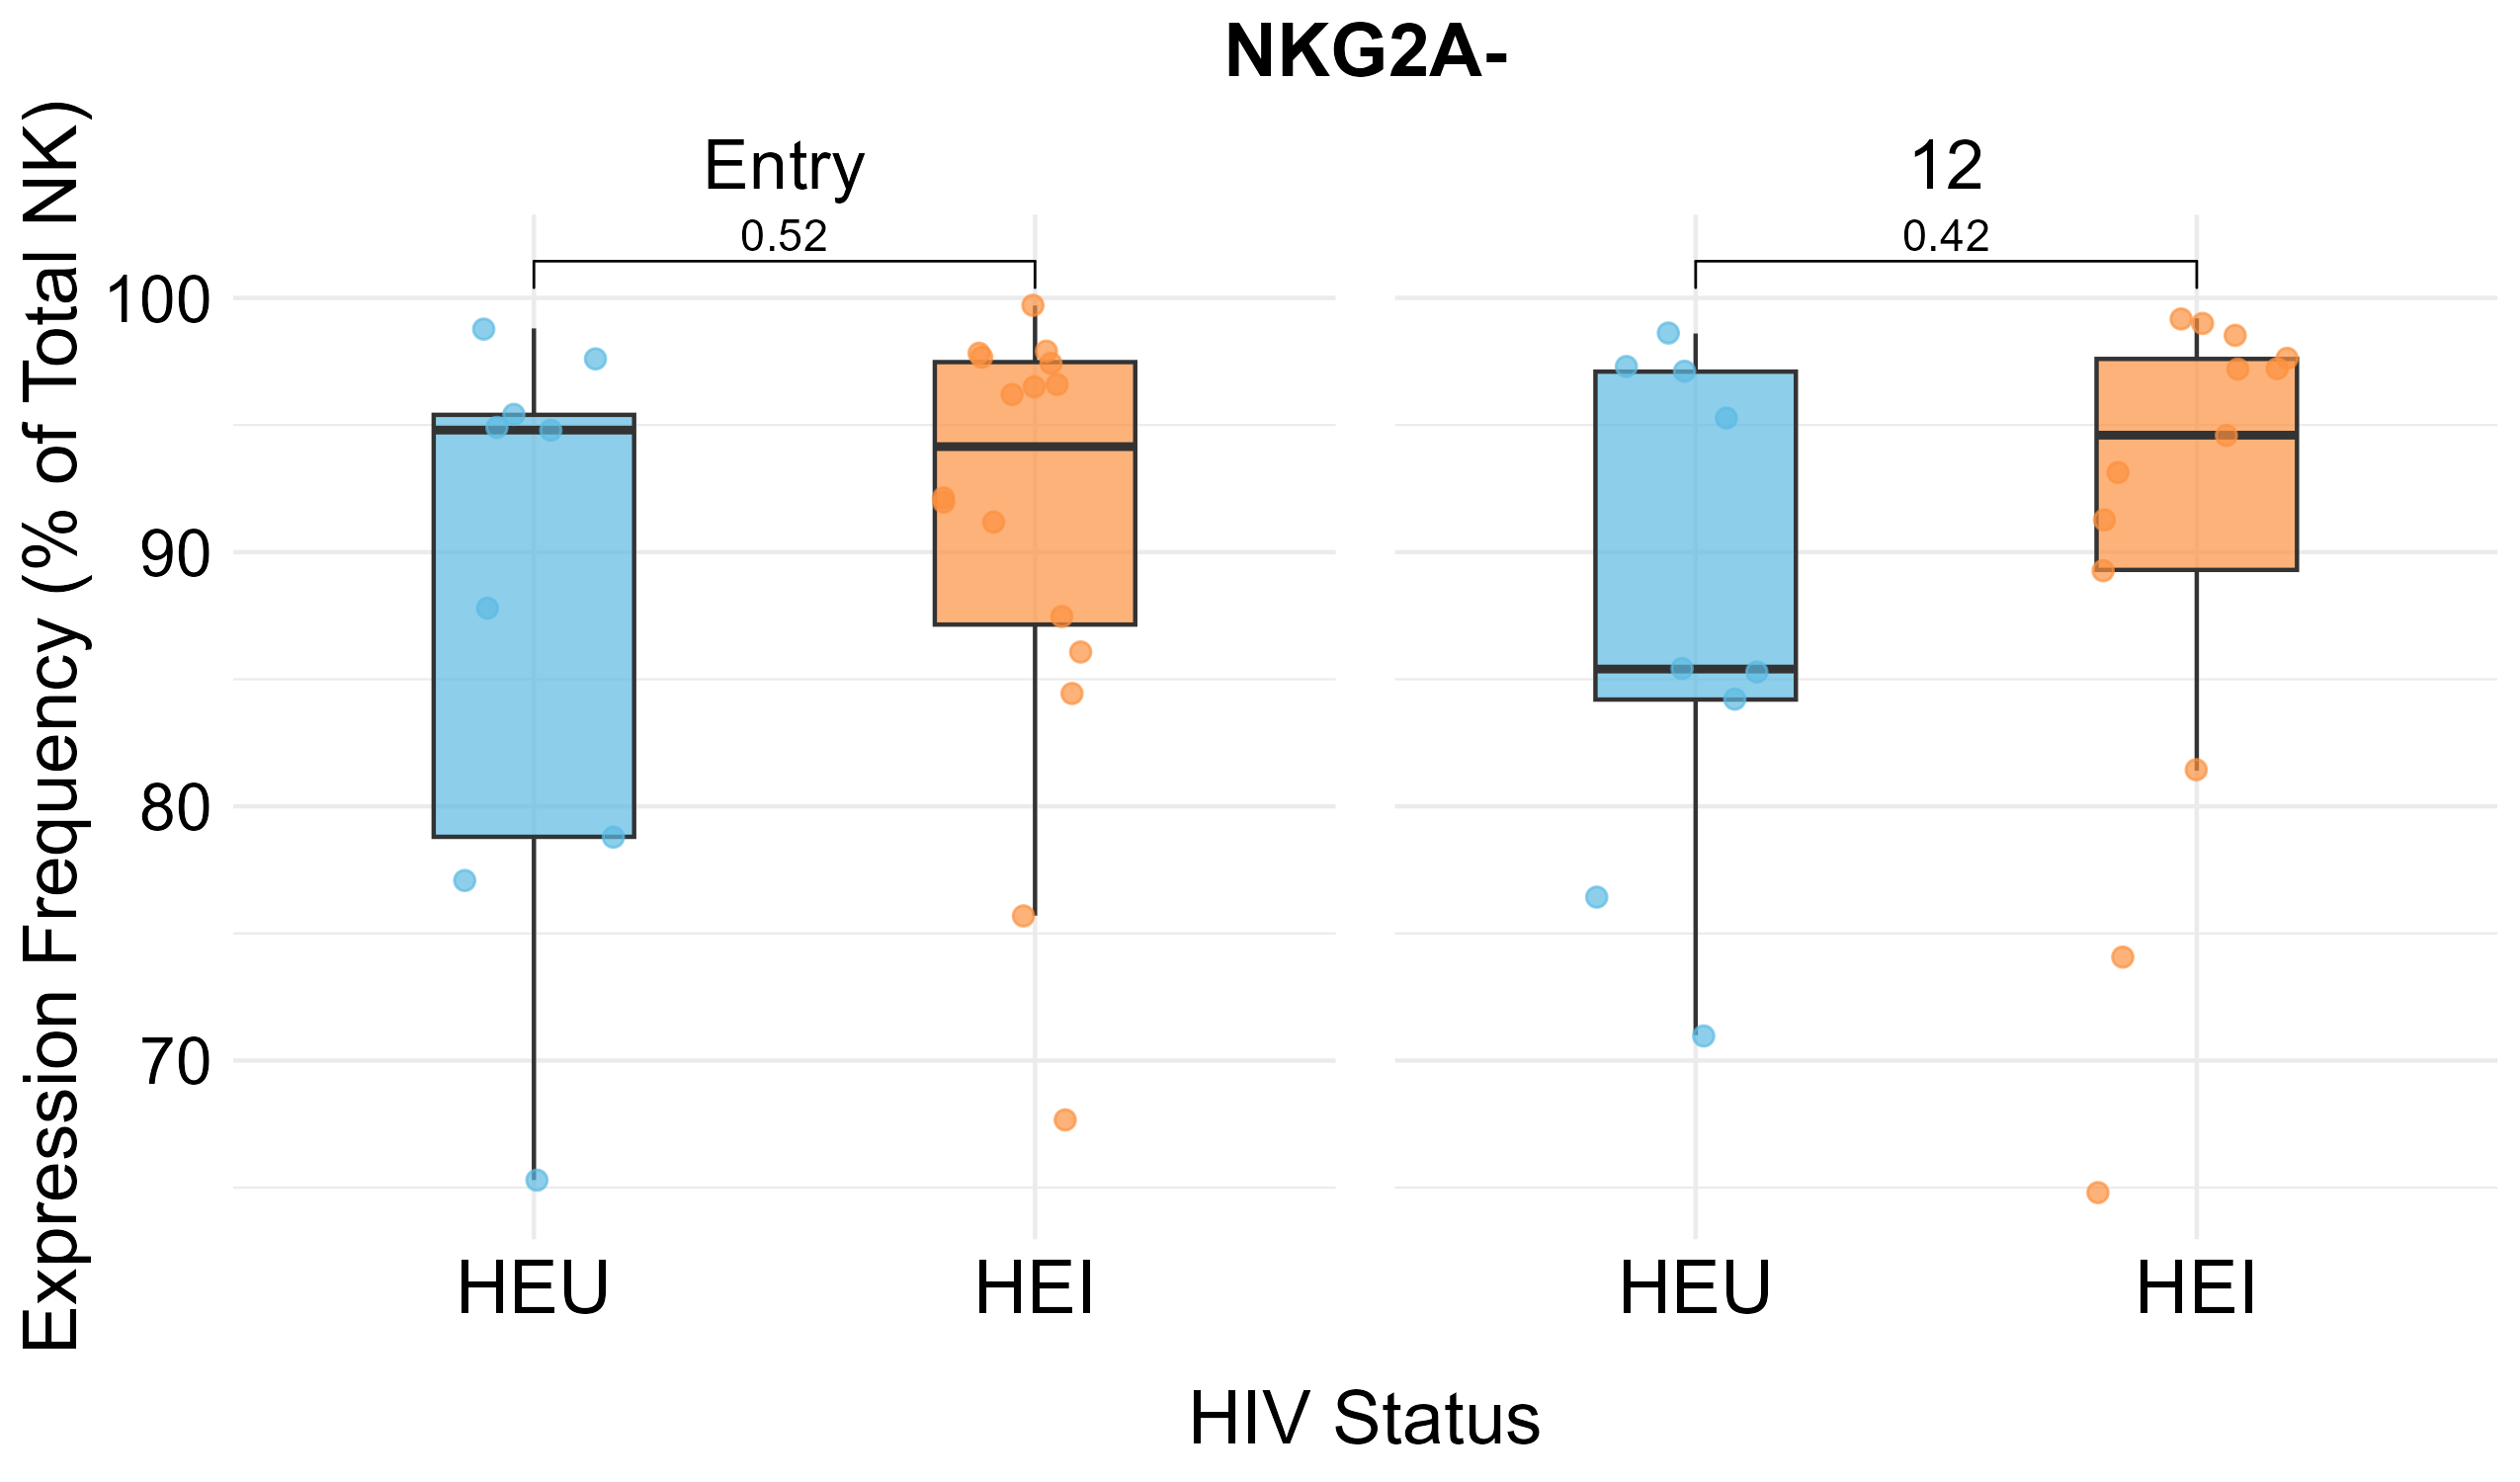 NKG2A-
Entry
12
0.52
0.42
Expression Frequency (% of Total NK)
100
90
80
70
HEU
HEI
HEU
HEI
HIV Status